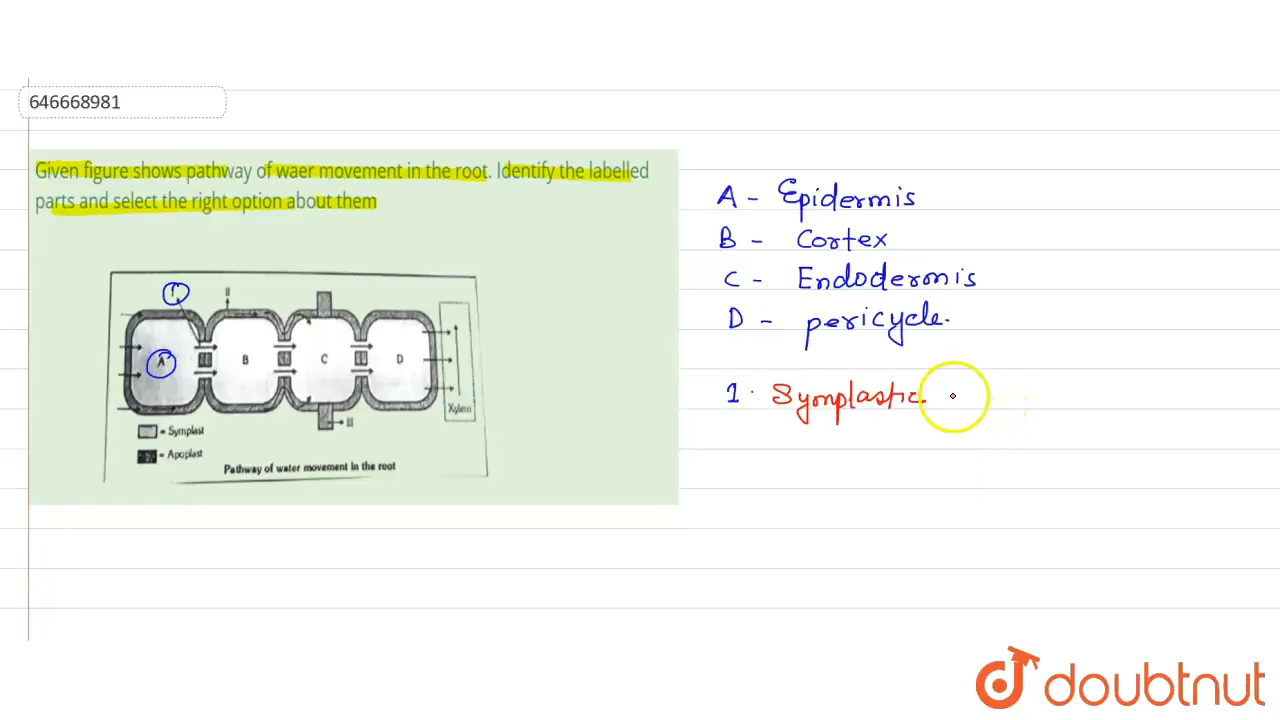 646668981
Given figure shows pathway of waer movement in the root. Identify the labelled
parts and select the right option about them
I
II
A
B
C
D
Xylem
III
= Symplast
= Apoplast
Pathway of water movement in the root
A - Epidermis
B - Cortex
C - Endodermis
D - pericycle.
1. Symplastic.
doubtnut